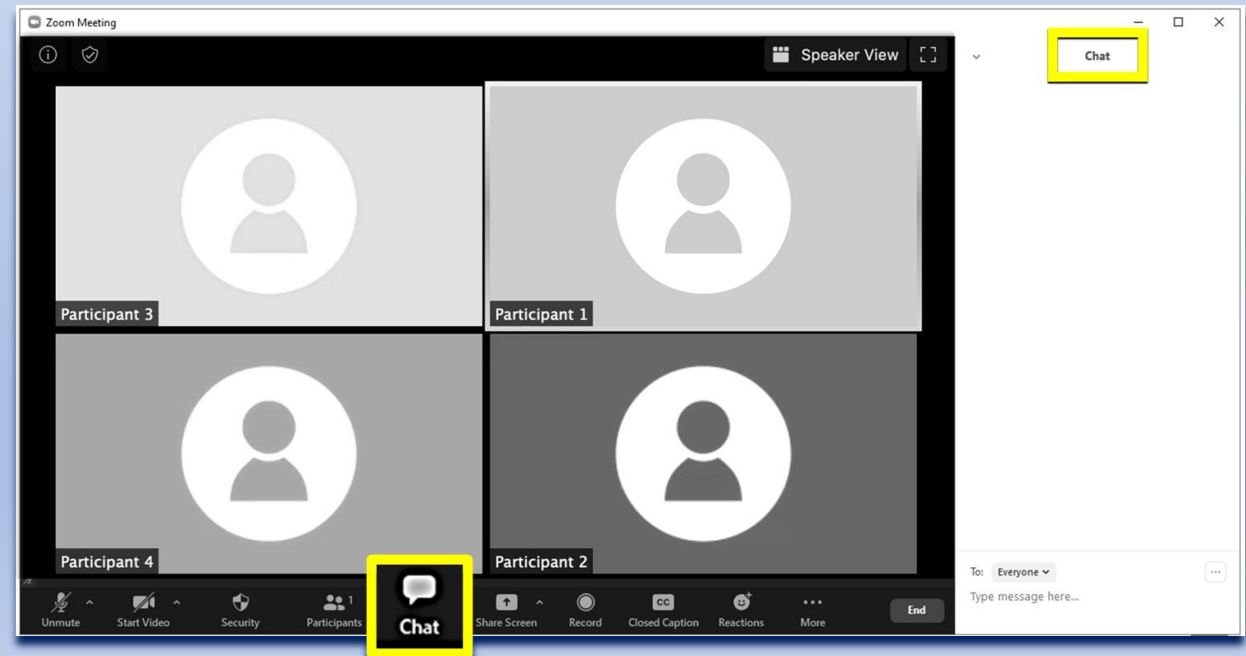 Zoom Meeting
Speaker View
Chat
Participant 3
Participant 1
Participant 4
Participant 2
To: Everyone
Type message here...
Unmute
Start Video
Security
Participants 1
Chat
Share Screen
Record
CC
Closed Caption
Reactions
More
End